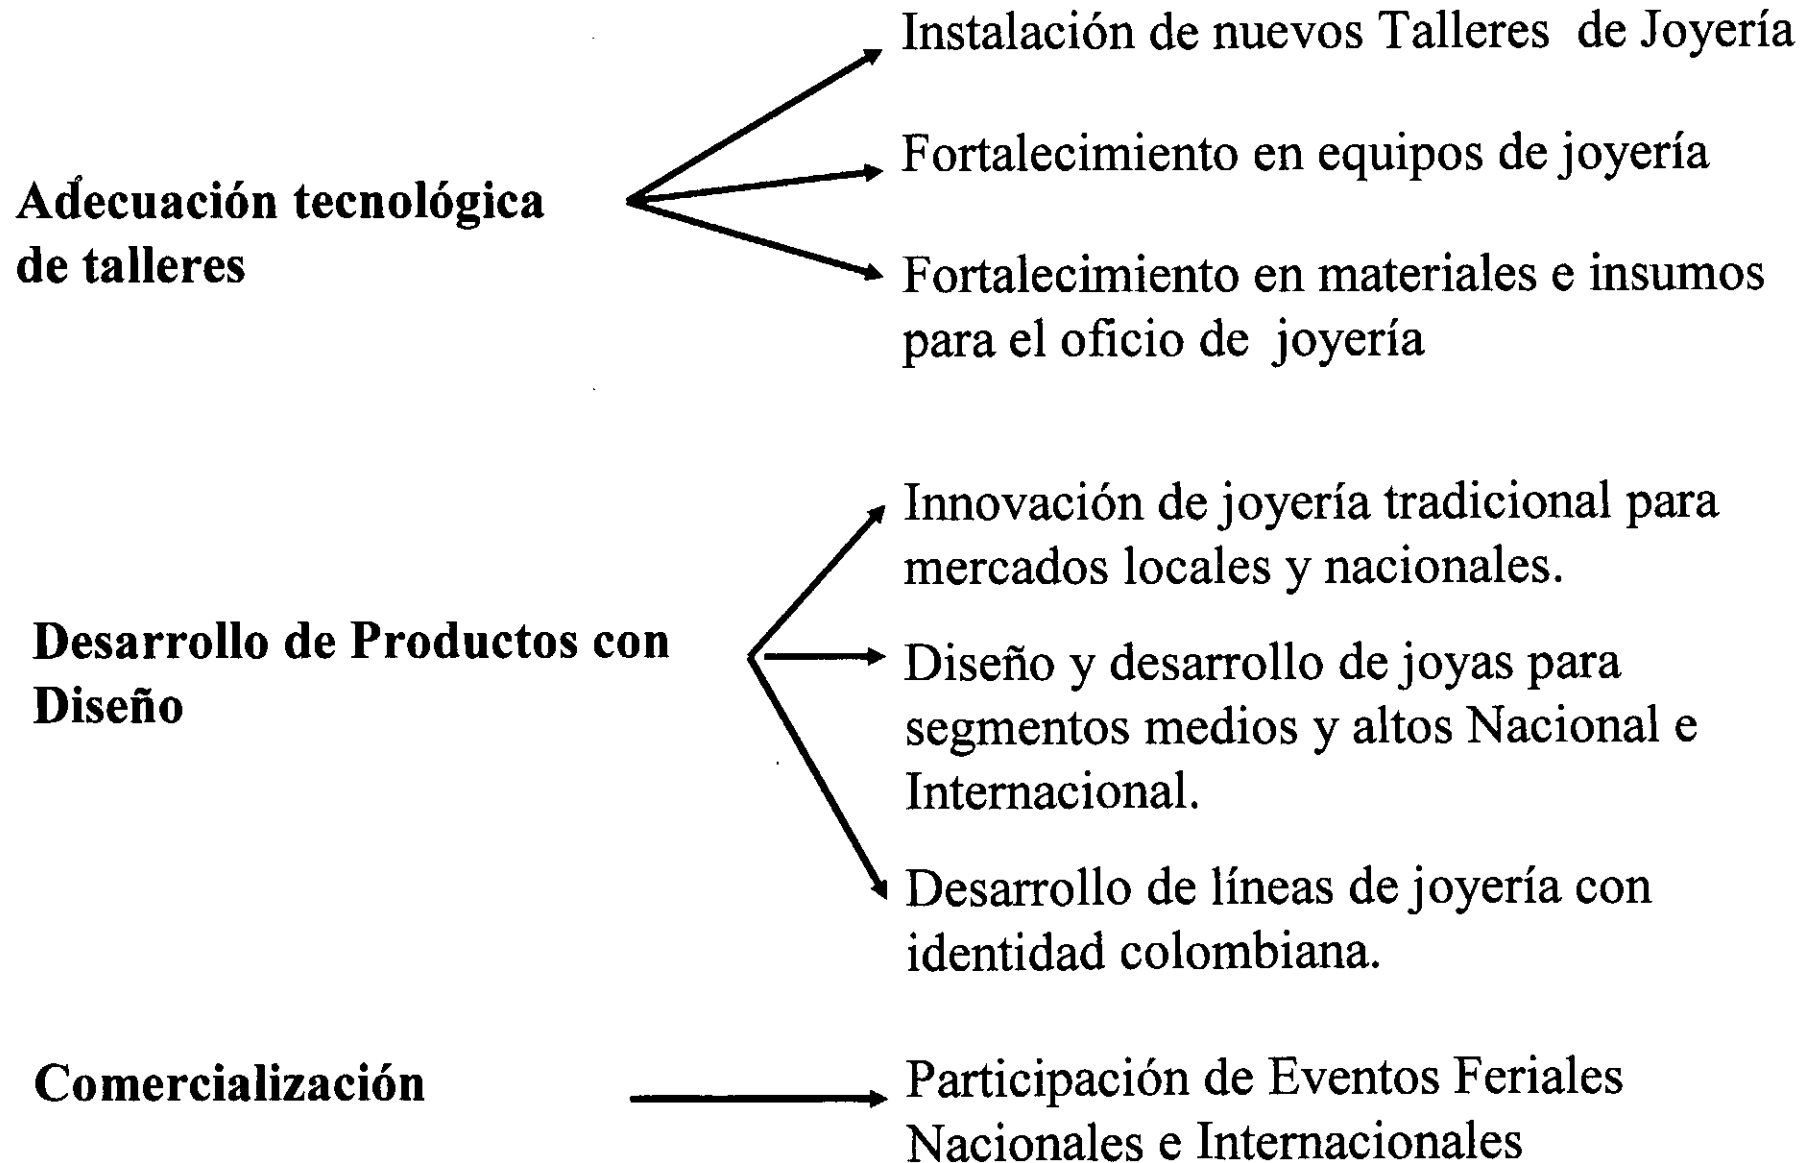 Adecuación tecnológica
de talleres
Instalación de nuevos Talleres de Joyería
Fortalecimiento en equipos de joyería
Fortalecimiento en materiales e insumos
para el oficio de joyería
Desarrollo de Productos con
Diseño
Innovación de joyería tradicional para
mercados locales y nacionales.
Diseño y desarrollo de joyas para
segmentos medios y altos Nacional e
Internacional.
Desarrollo de líneas de joyería con
identidad colombiana.
Comercialización
Participación de Eventos Feriales
Nacionales e Internacionales